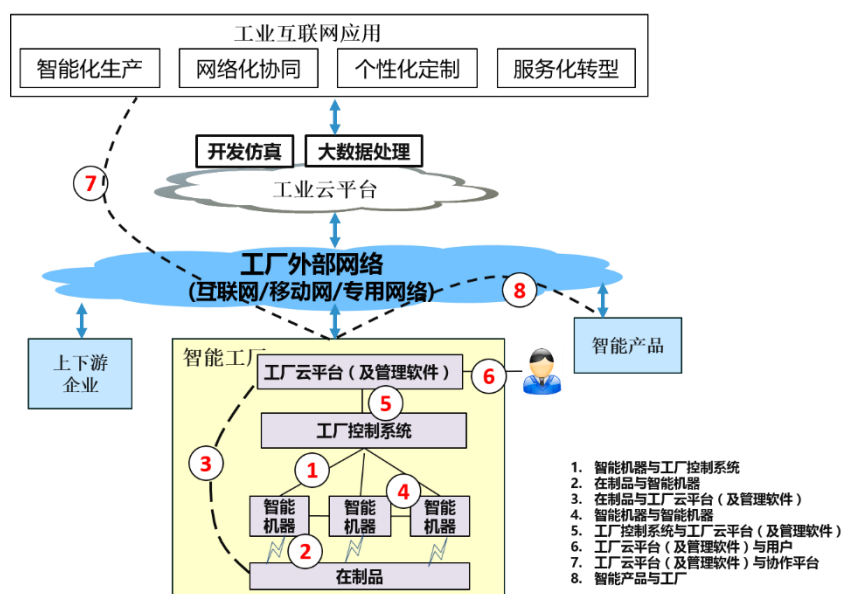 工业互联网应用
智能化生产
网络化协同
个性化定制
服务化转型
开发仿真
大数据处理
工业云平台
7
工厂外部网络
(互联网/移动网/专用网络)
8
上下游
企业
智能产品
智能工厂
工厂云平台（及管理软件）
6
5
工厂控制系统
3
1
4
智能
机器
智能
机器
智能
机器
2
在制品
1. 智能机器与工厂控制系统
2. 在制品与智能机器
3. 在制品与工厂云平台（及管理软件）
4. 智能机器与智能机器
5. 工厂控制系统与工厂云平台（及管理软件）
6. 工厂云平台（及管理软件）与用户
7. 工厂云平台（及管理软件）与协作平台
8. 智能产品与工厂